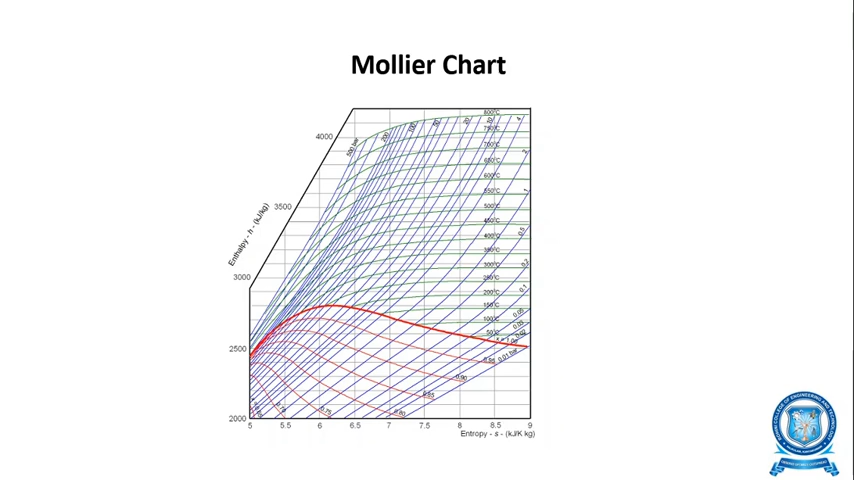 Mollier Chart
800°C
750°C
700°C
650°C
600°C
550°C
500°C
450°C
400°C
350°C
300°C
250°C
200°C
150°C
100°C
50°C
500 bar
200
100
50
20
10
4
2
1
0.5
0.2
0.1
0.05
0.02
0.01 bar
0.95
0.90
0.85
0.80
0.75
4000
3500
3000
2500
2000
Enthalpy - h - (kJ/kg)
5 5.5 6 6.5 7 7.5 8 8.5 9
Entropy - s - (kJ/K kg)